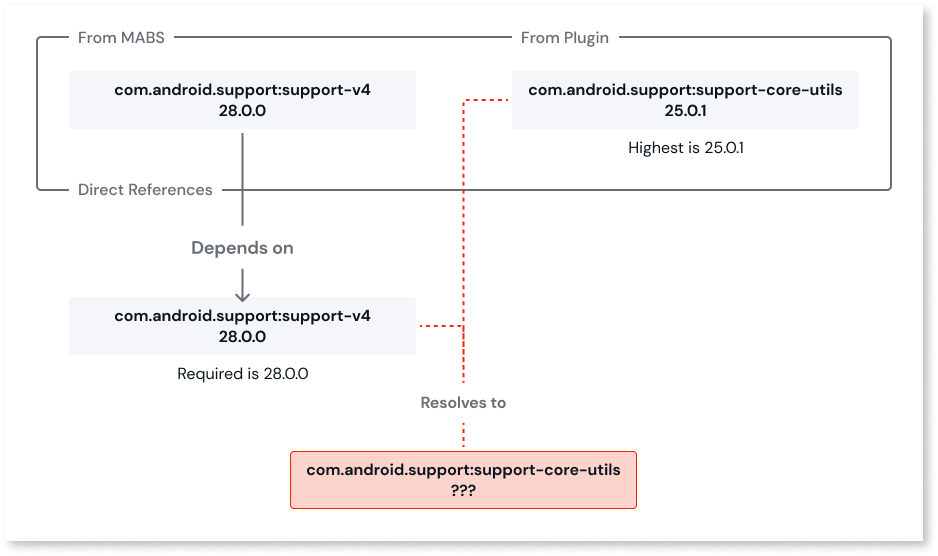 From MABS
From Plugin
com.android.support:support-v4
28.0.0
com.android.support:support-core-utils
25.0.1
Highest is 25.0.1
Direct References
Depends on
com.android.support:support-v4
28.0.0
Required is 28.0.0
Resolves to
com.android.support:support-core-utils
???